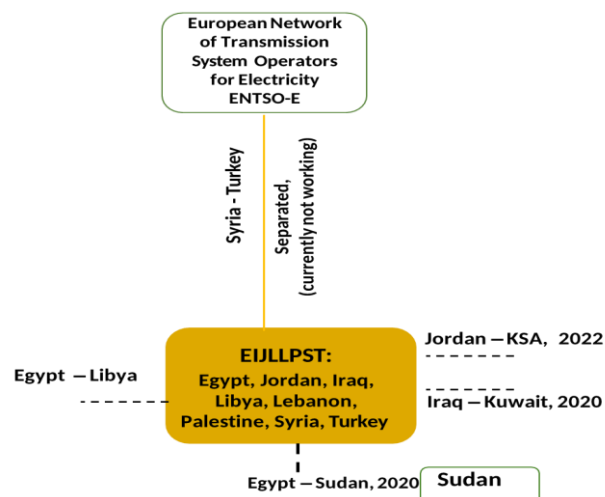 European Network
of Transmission
System Operators
for Electricity
ENTSO-E
Syria - Turkey
Separated,
(currently not working)
EIJLLPST:
Egypt, Jordan, Iraq,
Libya, Lebanon,
Palestine, Syria, Turkey
Egypt – Libya
Jordan – KSA, 2022
Iraq – Kuwait, 2020
Egypt – Sudan, 2020
Sudan